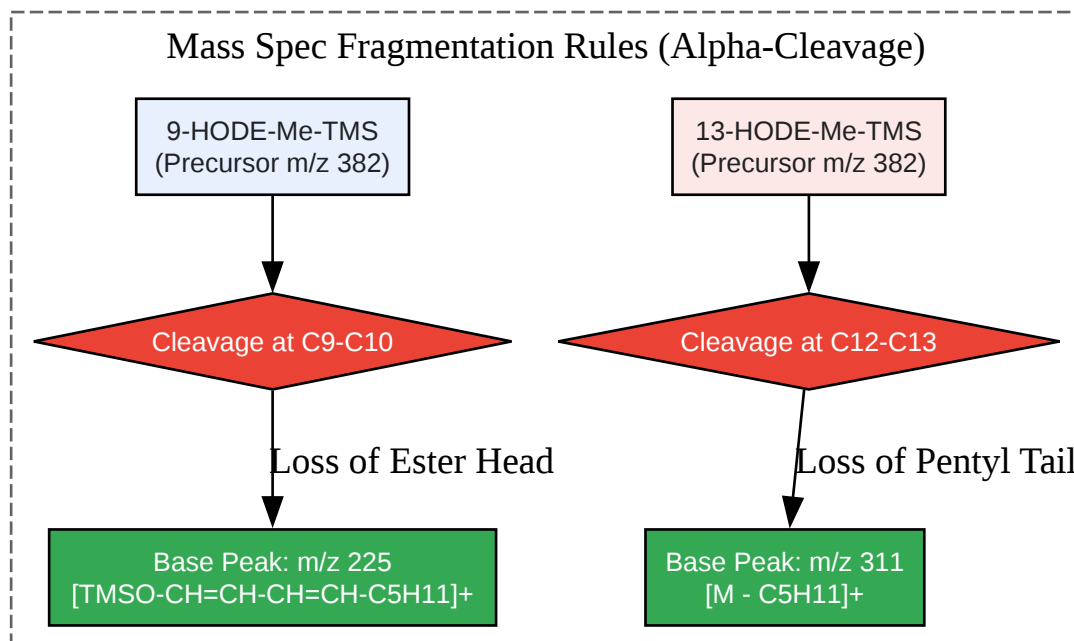 Mass Spec Fragmentation Rules (Alpha-Cleavage)
9-HODE-Me-TMS
(Precursor m/z 382)
13-HODE-Me-TMS
(Precursor m/z 382)
Cleavage at C9-C10
Cleavage at C12-C13
Loss of Ester Head
Loss of Pentyl Tail
Base Peak: m/z 225
[TMSO-CH=CH-CH=CH-C5H11]+
Base Peak: m/z 311
[M - C5H11]+